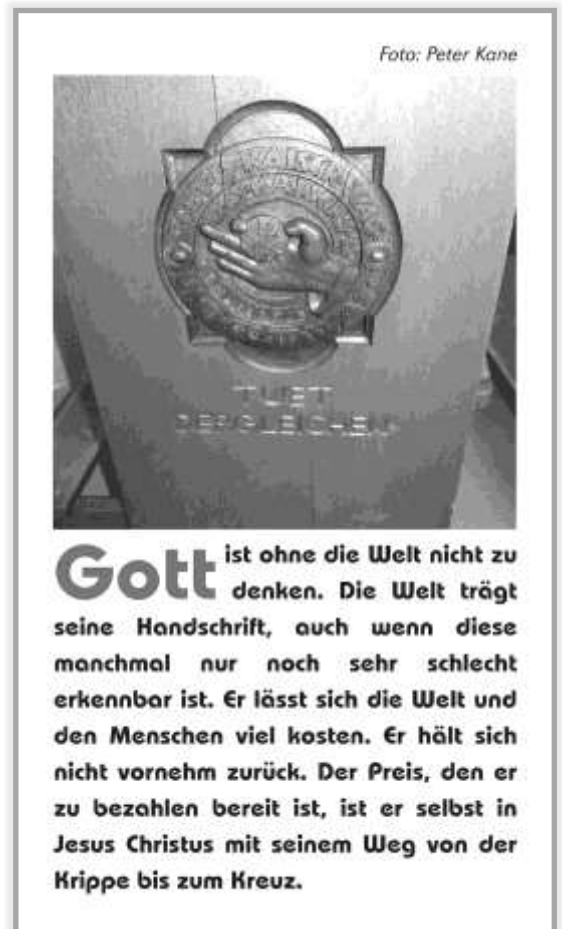 Foto: Peter Kane
TUET
DERGLEICHEN
Gott ist ohne die Welt nicht zu
denken. Die Welt trägt
seine Handschrift, auch wenn diese
manchmal nur noch sehr schlecht
erkennbar ist. Er lässt sich die Welt und
den Menschen viel kosten. Er hält sich
nicht vornehm zurück. Der Preis, den er
zu bezahlen bereit ist, ist er selbst in
Jesus Christus mit seinem Weg von der
Krippe bis zum Kreuz.